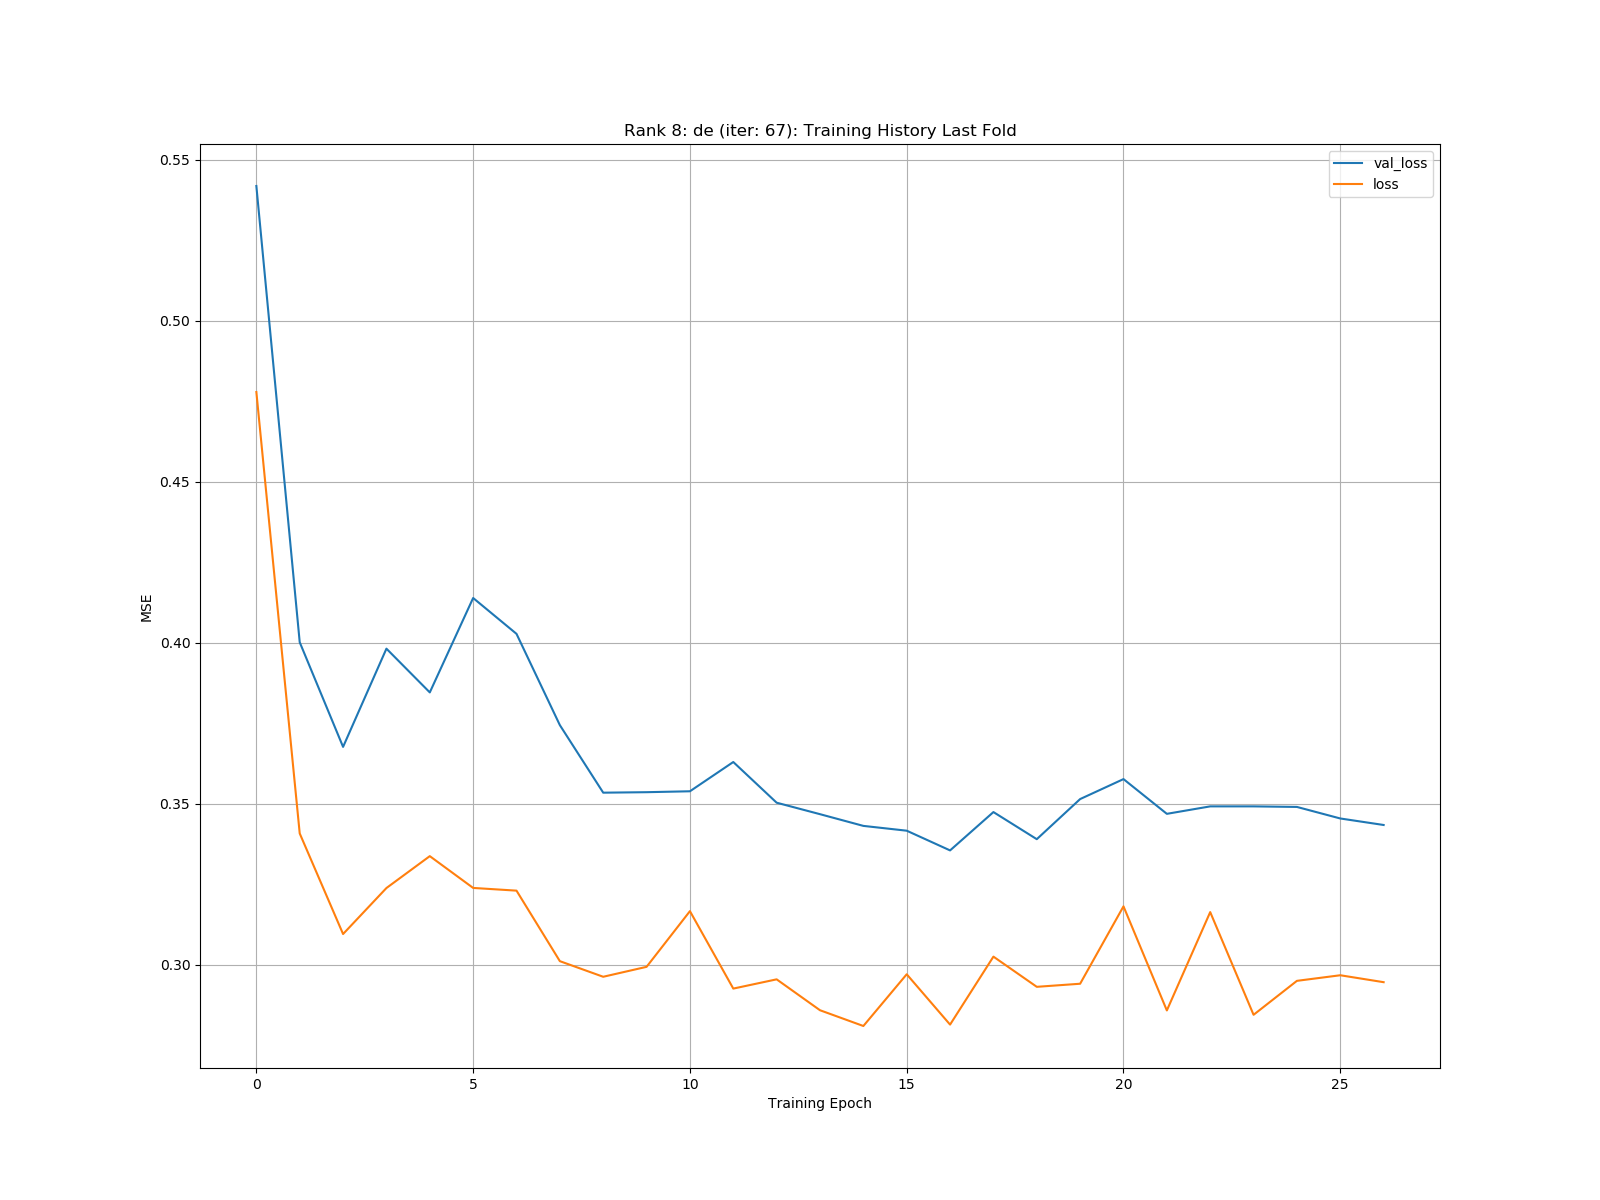 Rank 8: de (iter: 67): Training History Last Fold
val_loss
loss
0.55
0.50
0.45
0.40
0.35
0.30
MSE
0 5 10 15 20 25
Training Epoch